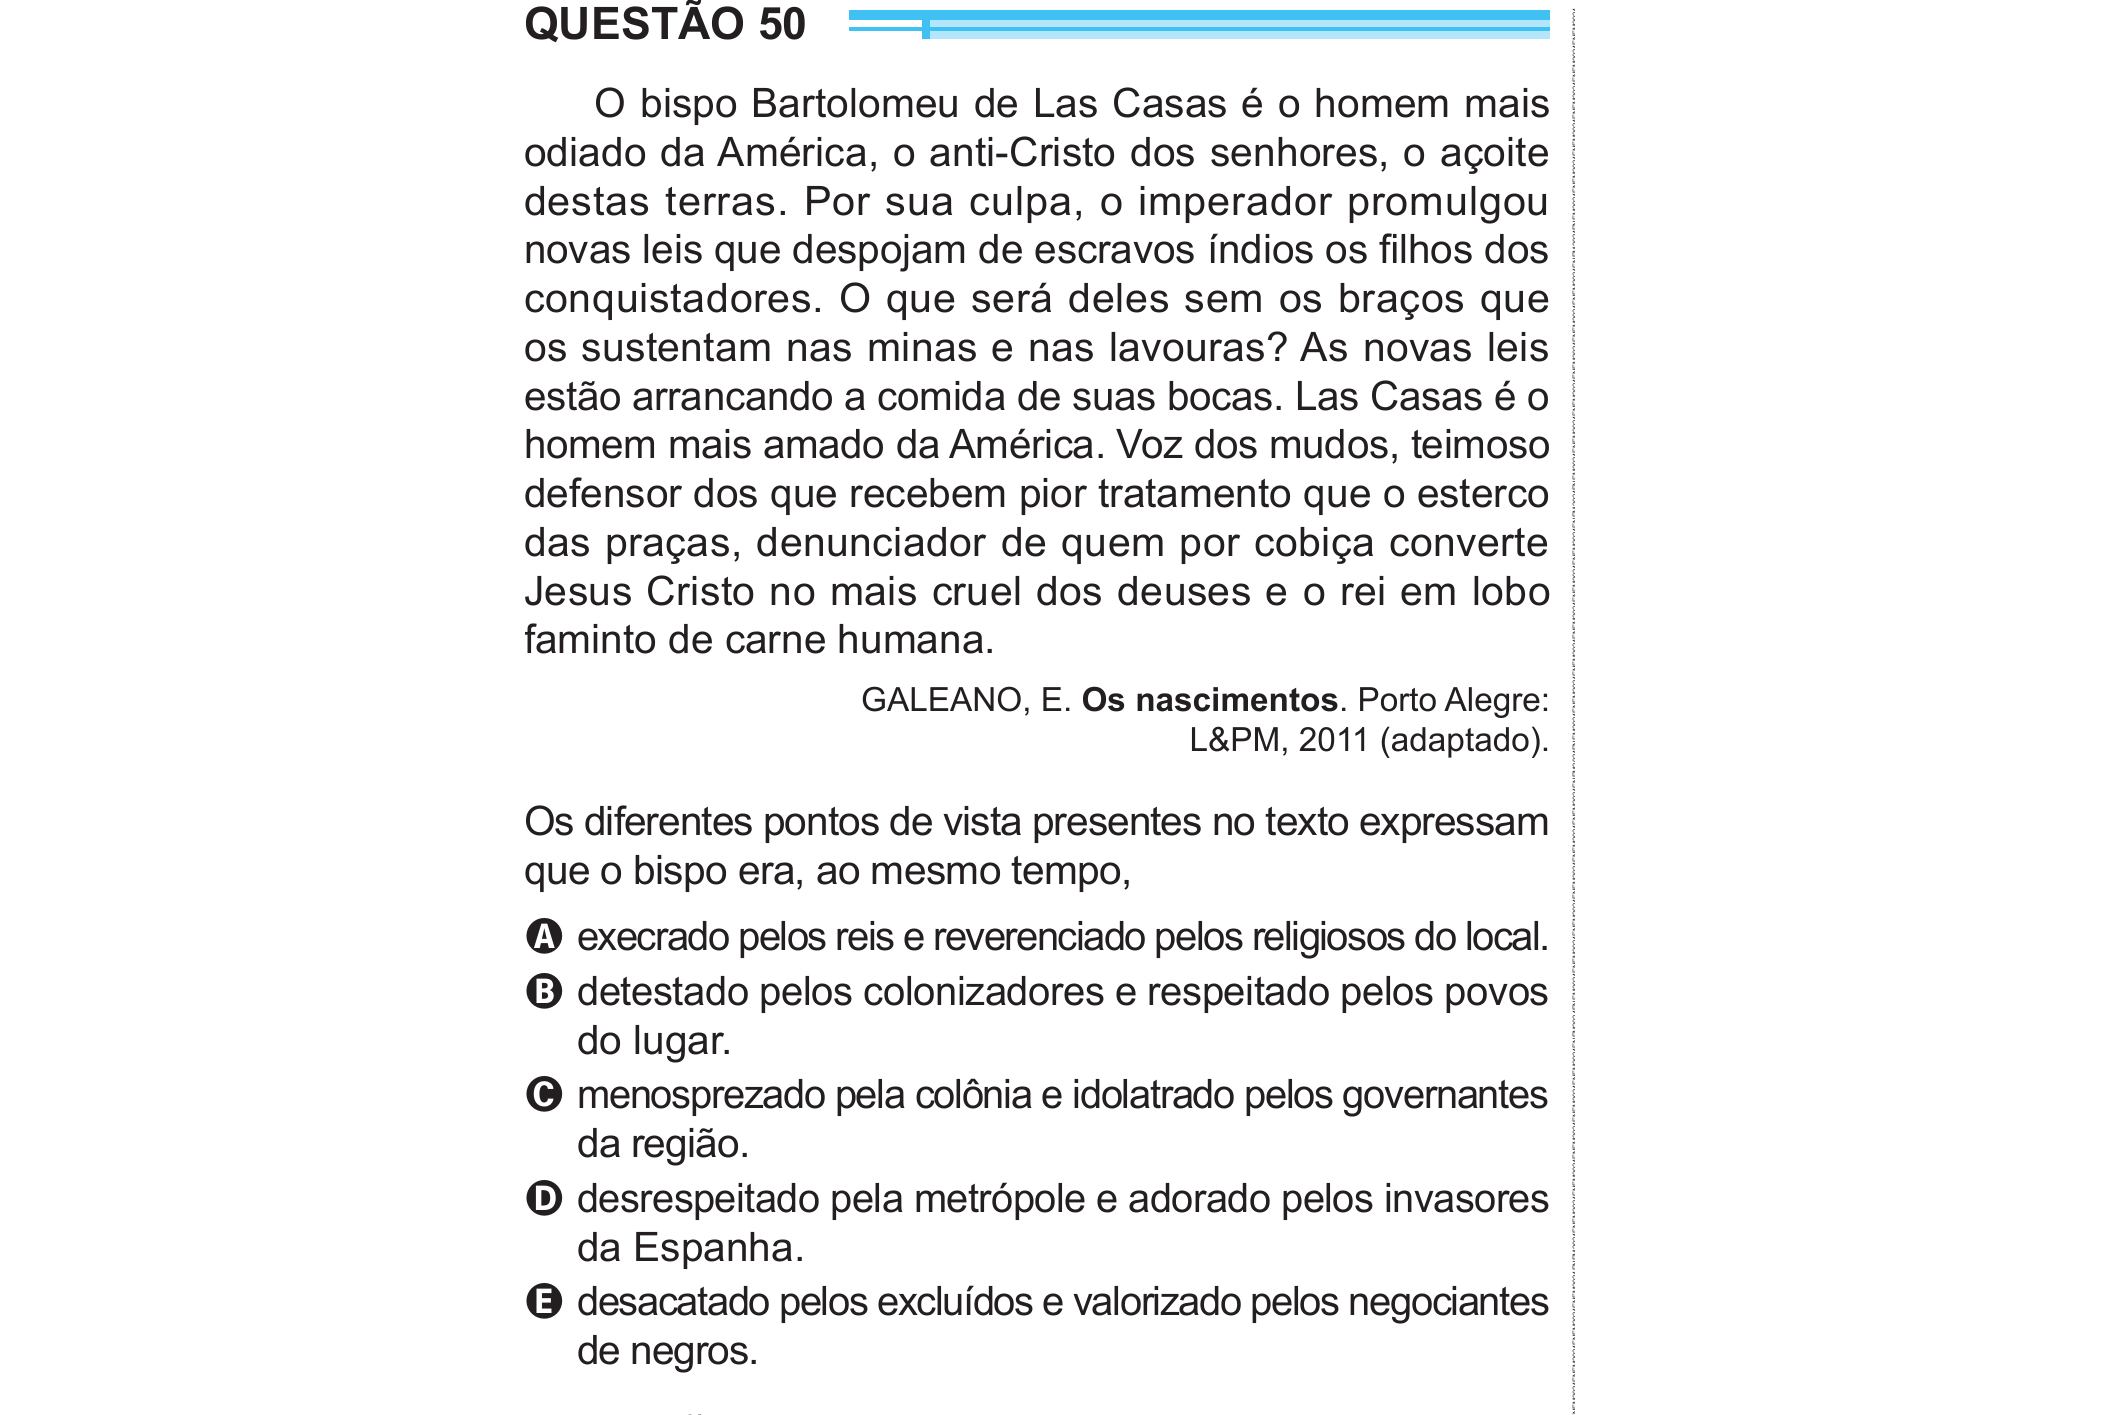 QUESTÃO 50
O bispo Bartolomeu de Las Casas é o homem mais
odiado da América, o anti-Cristo dos senhores, o açoite
destas terras. Por sua culpa, o imperador promulgou
novas leis que despojam de escravos índios os filhos dos
conquistadores. O que será deles sem os braços que
os sustentam nas minas e nas lavouras? As novas leis
estão arrancando a comida de suas bocas. Las Casas é o
homem mais amado da América. Voz dos mudos, teimoso
defensor dos que recebem pior tratamento que o esterco
das praças, denunciador de quem por cobiça converte
Jesus Cristo no mais cruel dos deuses e o rei em lobo
faminto de carne humana.
GALEANO, E. Os nascimentos. Porto Alegre:
L&PM, 2011 (adaptado).
Os diferentes pontos de vista presentes no texto expressam
que o bispo era, ao mesmo tempo,
A execrado pelos reis e reverenciado pelos religiosos do local.
B detestado pelos colonizadores e respeitado pelos povos
do lugar.
C menosprezado pela colônia e idolatrado pelos governantes
da região.
D desrespeitado pela metrópole e adorado pelos invasores
da Espanha.
E desacatado pelos excluídos e valorizado pelos negociantes
de negros.